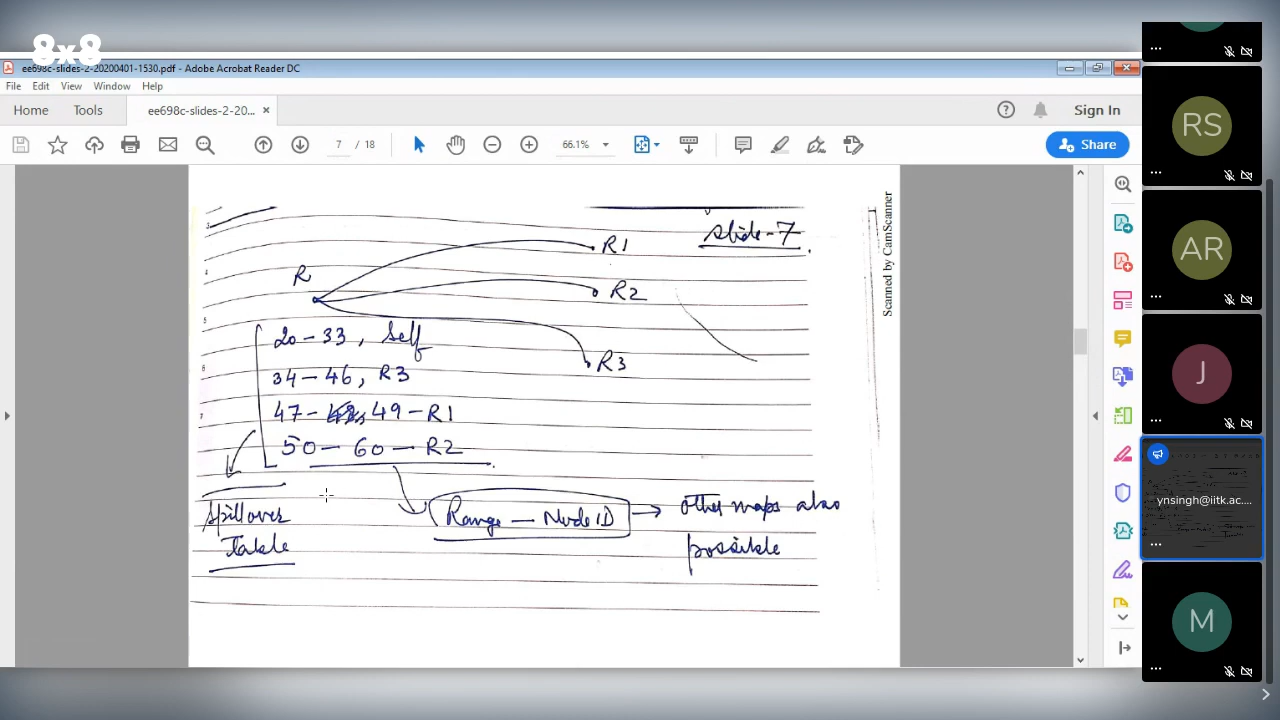 8x8
ee698c-slides-2-20200401-1530.pdf - Adobe Acrobat Reader DC
File Edit View Window Help
Home Tools ee698c-slides-2-20... × Sign In
7 / 18 66.1% Share
Slide-7.
R1
R
R2
R3
20-33, Self
34-46, R3
47- 49-R1
50-60-R2
Spillover
Table
Range - Node ID
other maps also
possible
Scanned by CamScanner
RS
AR
J
ynsingh@iitk.ac....
M